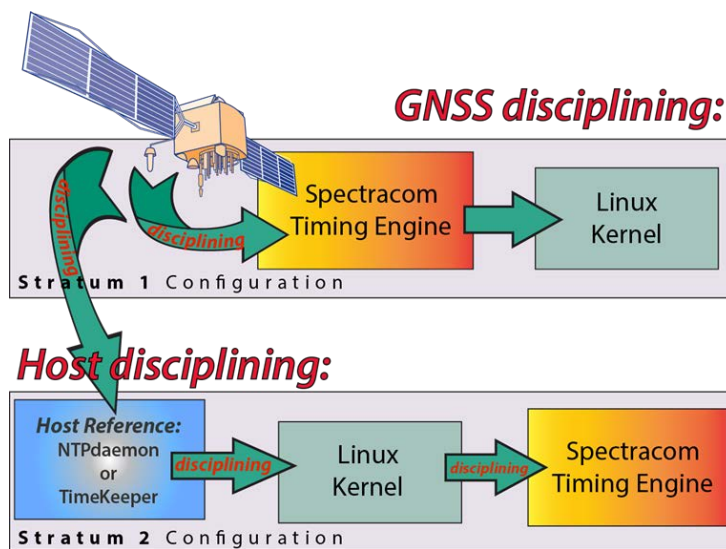 GNSS disciplining:
disciplining
disciplining
Spectracom
Timing Engine
Linux
Kernel
Stratum 1 Configuration
Host disciplining:
Host Reference:
NTPdaemon
or
TimeKeeper
disciplining
Linux
Kernel
disciplining
Spectracom
Timing Engine
Stratum 2 Configuration